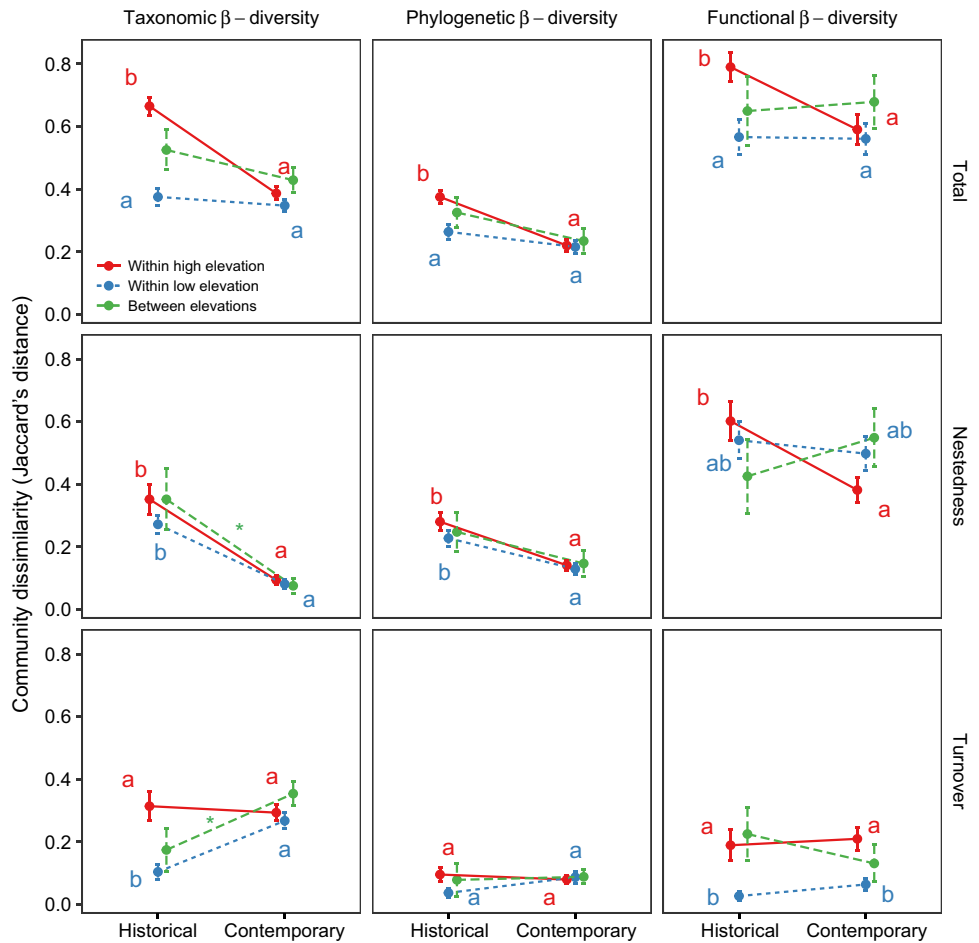 Taxonomic β – diversity
Phylogenetic β – diversity
Functional β – diversity
Community dissimilarity (Jaccard's distance)
0.8
0.6
0.4
0.2
0.0
b
a
a
a
Within high elevation
Within low elevation
Between elevations
b
a
a
a
b
a
a
a
Total
0.8
0.6
0.4
0.2
0.0
b
b
*
a
a
b
b
a
a
b
ab
ab
a
Nestedness
0.8
0.6
0.4
0.2
0.0
a
b
*
a
a
a
a
a
a
a
b
a
b
Turnover
Historical
Contemporary
Historical
Contemporary
Historical
Contemporary